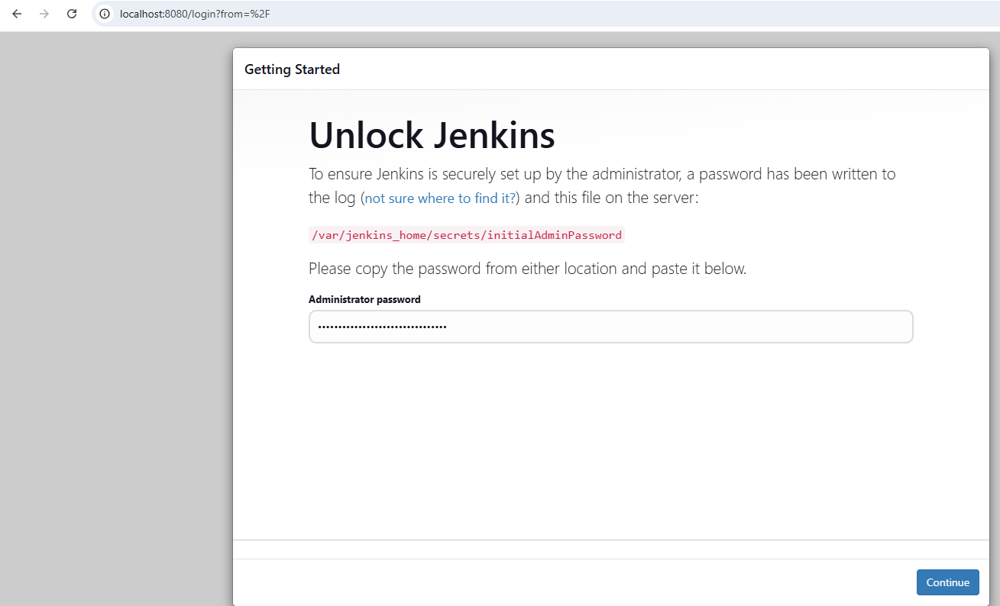 localhost:8080/login?from=%2F
Getting Started
Unlock Jenkins
To ensure Jenkins is securely set up by the administrator, a password has been written to
the log (not sure where to find it?) and this file on the server:
/var/jenkins_home/secrets/initialAdminPassword
Please copy the password from either location and paste it below.
Administrator password
••••••••••••••••••••••••••••••••
Continue